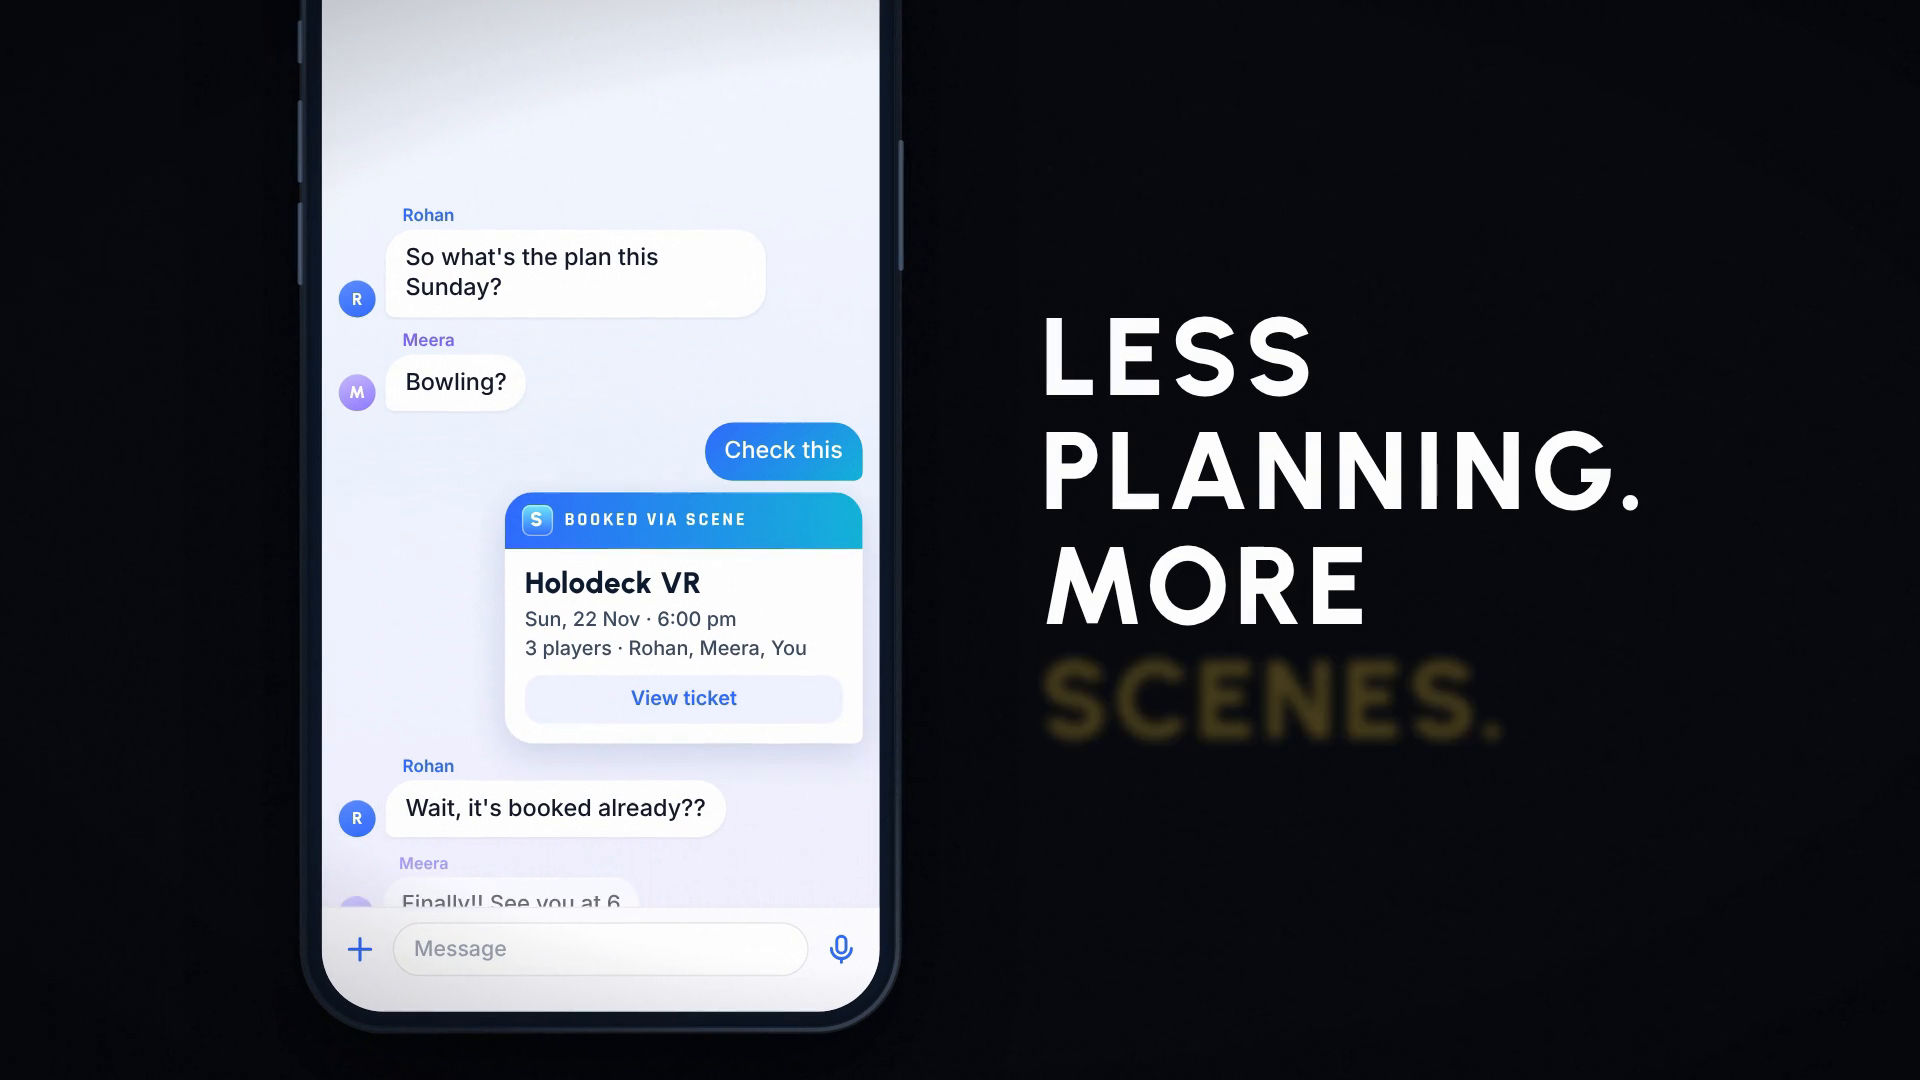 Rohan
So what's the plan this
Sunday?
R
Meera
Bowling?
M
Check this
S BOOKED VIA SCENE
Holodeck VR
Sun, 22 Nov · 6:00 pm
3 players · Rohan, Meera, You
View ticket
Rohan
Wait, it's booked already??
R
Meera
Finally!! See you at 6
Message
LESS
PLANNING.
MORE
SCENES.